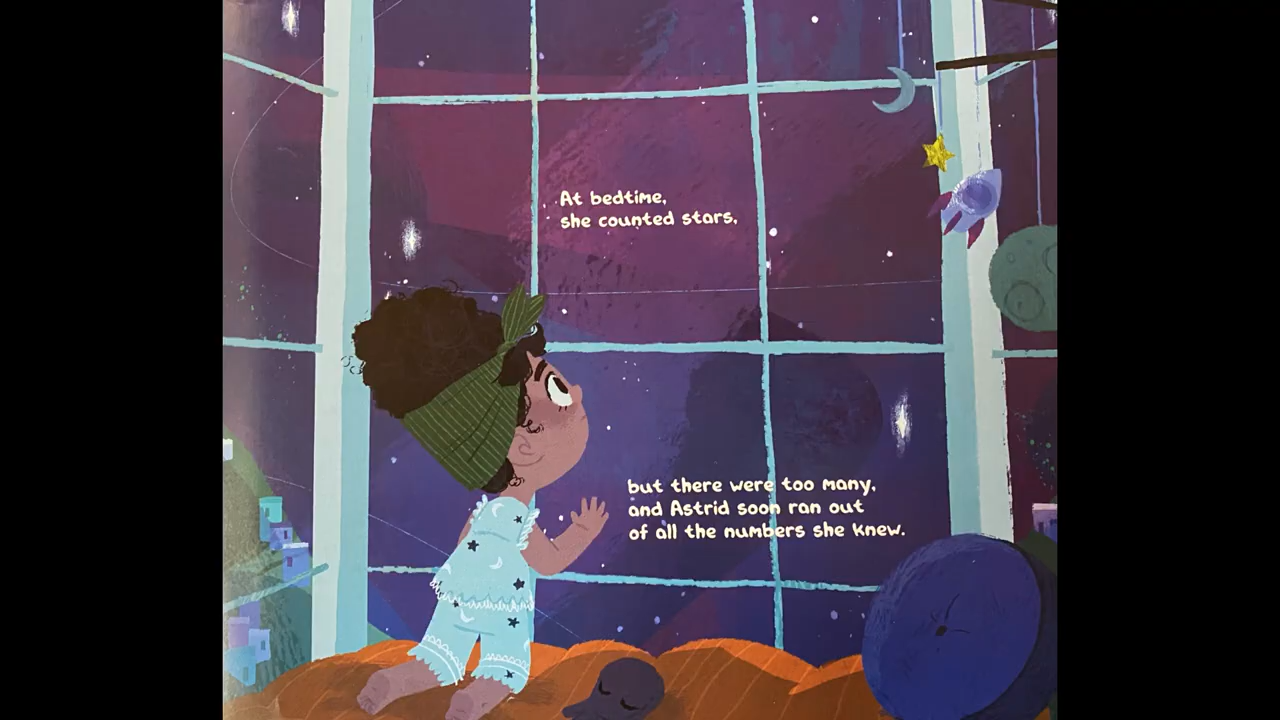 At bedtime,
she counted stars,
but there were too many,
and Astrid soon ran out
of all the numbers she knew.